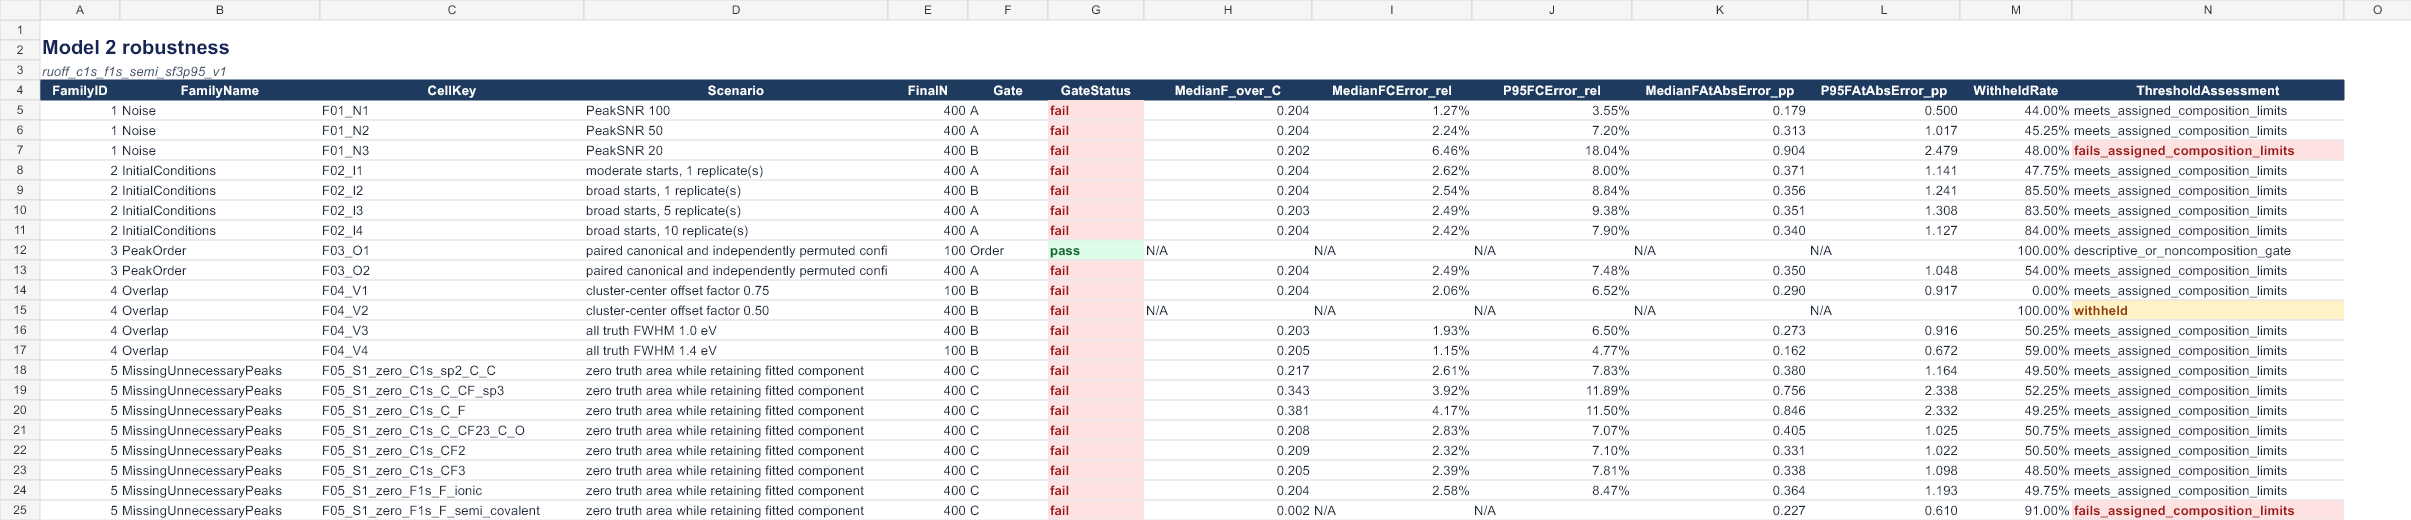 A B C D E F G H I J K L M N O
1
2 Model 2 robustness
3 ruoff_c1s_f1s_semi_sf3p95_v1
4 FamilyID FamilyName CellKey Scenario FinalN Gate GateStatus MedianF_over_C MedianFCError_rel P95FCError_rel MedianFAtAbsError_pp P95FAtAbsError_pp WithheldRate ThresholdAssessment
5 1 Noise F01_N1 PeakSNR 100 400 A fail 0.204 1.27% 3.55% 0.179 0.500 44.00% meets_assigned_composition_limits
6 1 Noise F01_N2 PeakSNR 50 400 A fail 0.204 2.24% 7.20% 0.313 1.017 45.25% meets_assigned_composition_limits
7 1 Noise F01_N3 PeakSNR 20 400 B fail 0.202 6.46% 18.04% 0.904 2.479 48.00% fails_assigned_composition_limits
8 2 InitialConditions F02_I1 moderate starts, 1 replicate(s) 400 A fail 0.204 2.62% 8.00% 0.371 1.141 47.75% meets_assigned_composition_limits
9 2 InitialConditions F02_I2 broad starts, 1 replicate(s) 400 B fail 0.204 2.54% 8.84% 0.356 1.241 85.50% meets_assigned_composition_limits
10 2 InitialConditions F02_I3 broad starts, 5 replicate(s) 400 A fail 0.203 2.49% 9.38% 0.351 1.308 83.50% meets_assigned_composition_limits
11 2 InitialConditions F02_I4 broad starts, 10 replicate(s) 400 A fail 0.204 2.42% 7.90% 0.340 1.127 84.00% meets_assigned_composition_limits
12 3 PeakOrder F03_O1 paired canonical and independently permuted confi 100 Order pass N/A N/A N/A N/A N/A 100.00% descriptive_or_noncomposition_gate
13 3 PeakOrder F03_O2 paired canonical and independently permuted confi 400 A fail 0.204 2.49% 7.48% 0.350 1.048 54.00% meets_assigned_composition_limits
14 4 Overlap F04_V1 cluster-center offset factor 0.75 100 B fail 0.204 2.06% 6.52% 0.290 0.917 0.00% meets_assigned_composition_limits
15 4 Overlap F04_V2 cluster-center offset factor 0.50 400 B fail N/A N/A N/A N/A N/A 100.00% withheld
16 4 Overlap F04_V3 all truth FWHM 1.0 eV 400 B fail 0.203 1.93% 6.50% 0.273 0.916 50.25% meets_assigned_composition_limits
17 4 Overlap F04_V4 all truth FWHM 1.4 eV 100 B fail 0.205 1.15% 4.77% 0.162 0.672 59.00% meets_assigned_composition_limits
18 5 MissingUnnecessaryPeaks F05_S1_zero_C1s_sp2_C_C zero truth area while retaining fitted component 400 C fail 0.217 2.61% 7.83% 0.380 1.164 49.50% meets_assigned_composition_limits
19 5 MissingUnnecessaryPeaks F05_S1_zero_C1s_C_CF_sp3 zero truth area while retaining fitted component 400 C fail 0.343 3.92% 11.89% 0.756 2.338 52.25% meets_assigned_composition_limits
20 5 MissingUnnecessaryPeaks F05_S1_zero_C1s_C_F zero truth area while retaining fitted component 400 C fail 0.381 4.17% 11.50% 0.846 2.332 49.25% meets_assigned_composition_limits
21 5 MissingUnnecessaryPeaks F05_S1_zero_C1s_C_CF23_C_O zero truth area while retaining fitted component 400 C fail 0.208 2.83% 7.07% 0.405 1.025 50.75% meets_assigned_composition_limits
22 5 MissingUnnecessaryPeaks F05_S1_zero_C1s_CF2 zero truth area while retaining fitted component 400 C fail 0.209 2.32% 7.10% 0.331 1.022 50.50% meets_assigned_composition_limits
23 5 MissingUnnecessaryPeaks F05_S1_zero_C1s_CF3 zero truth area while retaining fitted component 400 C fail 0.205 2.39% 7.81% 0.338 1.098 48.50% meets_assigned_composition_limits
24 5 MissingUnnecessaryPeaks F05_S1_zero_F1s_F_ionic zero truth area while retaining fitted component 400 C fail 0.204 2.58% 8.47% 0.364 1.193 49.75% meets_assigned_composition_limits
25 5 MissingUnnecessaryPeaks F05_S1_zero_F1s_F_semi_covalent zero truth area while retaining fitted component 400 C fail 0.002 N/A N/A 0.227 0.610 91.00% fails_assigned_composition_limits